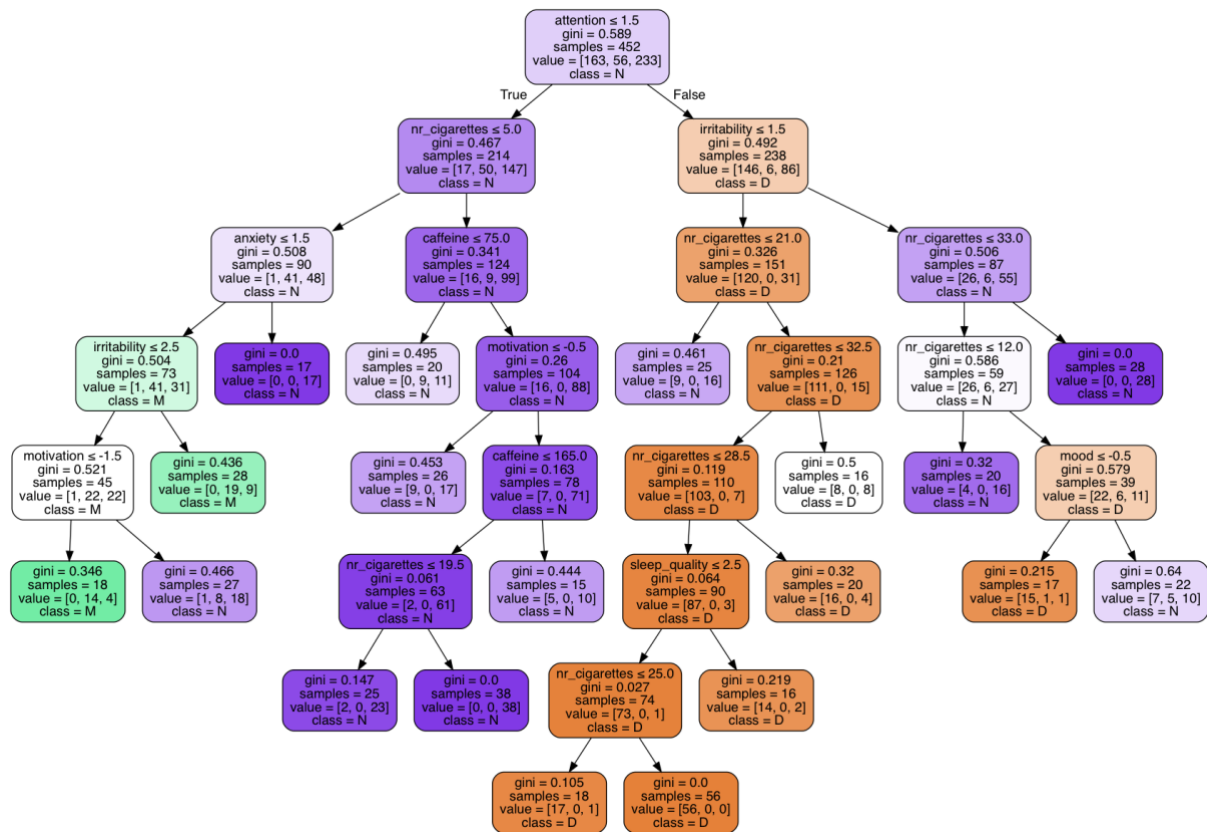 attention ≤ 1.5
gini = 0.589
samples = 452
value = [163, 56, 233]
class = N
True
False
nr_cigarettes ≤ 5.0
gini = 0.467
samples = 214
value = [17, 50, 147]
class = N
irritability ≤ 1.5
gini = 0.492
samples = 238
value = [146, 6, 86]
class = D
anxiety ≤ 1.5
gini = 0.508
samples = 90
value = [1, 41, 48]
class = N
caffeine ≤ 75.0
gini = 0.341
samples = 124
value = [16, 9, 99]
class = N
nr_cigarettes ≤ 21.0
gini = 0.326
samples = 151
value = [120, 0, 31]
class = D
nr_cigarettes ≤ 33.0
gini = 0.506
samples = 87
value = [26, 6, 55]
class = N
irritability ≤ 2.5
gini = 0.504
samples = 73
value = [1, 41, 31]
class = M
gini = 0.0
samples = 17
value = [0, 0, 17]
class = N
gini = 0.495
samples = 20
value = [0, 9, 11]
class = N
motivation ≤ -0.5
gini = 0.26
samples = 104
value = [16, 0, 88]
class = N
gini = 0.461
samples = 25
value = [9, 0, 16]
class = N
nr_cigarettes ≤ 32.5
gini = 0.21
samples = 126
value = [111, 0, 15]
class = D
nr_cigarettes ≤ 12.0
gini = 0.586
samples = 59
value = [26, 6, 27]
class = N
gini = 0.0
samples = 28
value = [0, 0, 28]
class = N
motivation ≤ -1.5
gini = 0.521
samples = 45
value = [1, 22, 22]
class = M
gini = 0.436
samples = 28
value = [0, 19, 9]
class = M
gini = 0.453
samples = 26
value = [9, 0, 17]
class = N
caffeine ≤ 165.0
gini = 0.163
samples = 78
value = [7, 0, 71]
class = N
nr_cigarettes ≤ 28.5
gini = 0.119
samples = 110
value = [103, 0, 7]
class = D
gini = 0.5
samples = 16
value = [8, 0, 8]
class = D
gini = 0.32
samples = 20
value = [4, 0, 16]
class = N
mood ≤ -0.5
gini = 0.579
samples = 39
value = [22, 6, 11]
class = D
gini = 0.346
samples = 18
value = [0, 14, 4]
class = M
gini = 0.466
samples = 27
value = [1, 8, 18]
class = N
nr_cigarettes ≤ 19.5
gini = 0.061
samples = 63
value = [2, 0, 61]
class = N
gini = 0.444
samples = 15
value = [5, 0, 10]
class = N
sleep_quality ≤ 2.5
gini = 0.064
samples = 90
value = [87, 0, 3]
class = D
gini = 0.32
samples = 20
value = [16, 0, 4]
class = D
gini = 0.215
samples = 17
value = [15, 1, 1]
class = D
gini = 0.64
samples = 22
value = [7, 5, 10]
class = N
gini = 0.147
samples = 25
value = [2, 0, 23]
class = N
gini = 0.0
samples = 38
value = [0, 0, 38]
class = N
nr_cigarettes ≤ 25.0
gini = 0.027
samples = 74
value = [73, 0, 1]
class = D
gini = 0.219
samples = 16
value = [14, 0, 2]
class = D
gini = 0.105
samples = 18
value = [17, 0, 1]
class = D
gini = 0.0
samples = 56
value = [56, 0, 0]
class = D